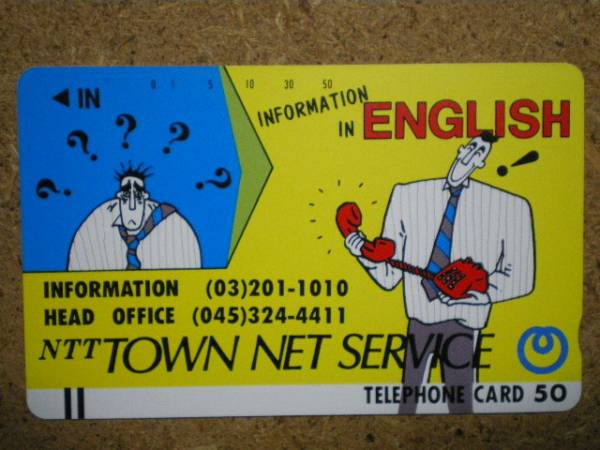 ◀ IN
0 1 5 10 30 50
? ? ? ? ?
INFORMATION
IN ENGLISH
!
INFORMATION (03)201-1010
HEAD OFFICE (045)324-4411
NTT TOWN NET SERVICE
TELEPHONE CARD 50